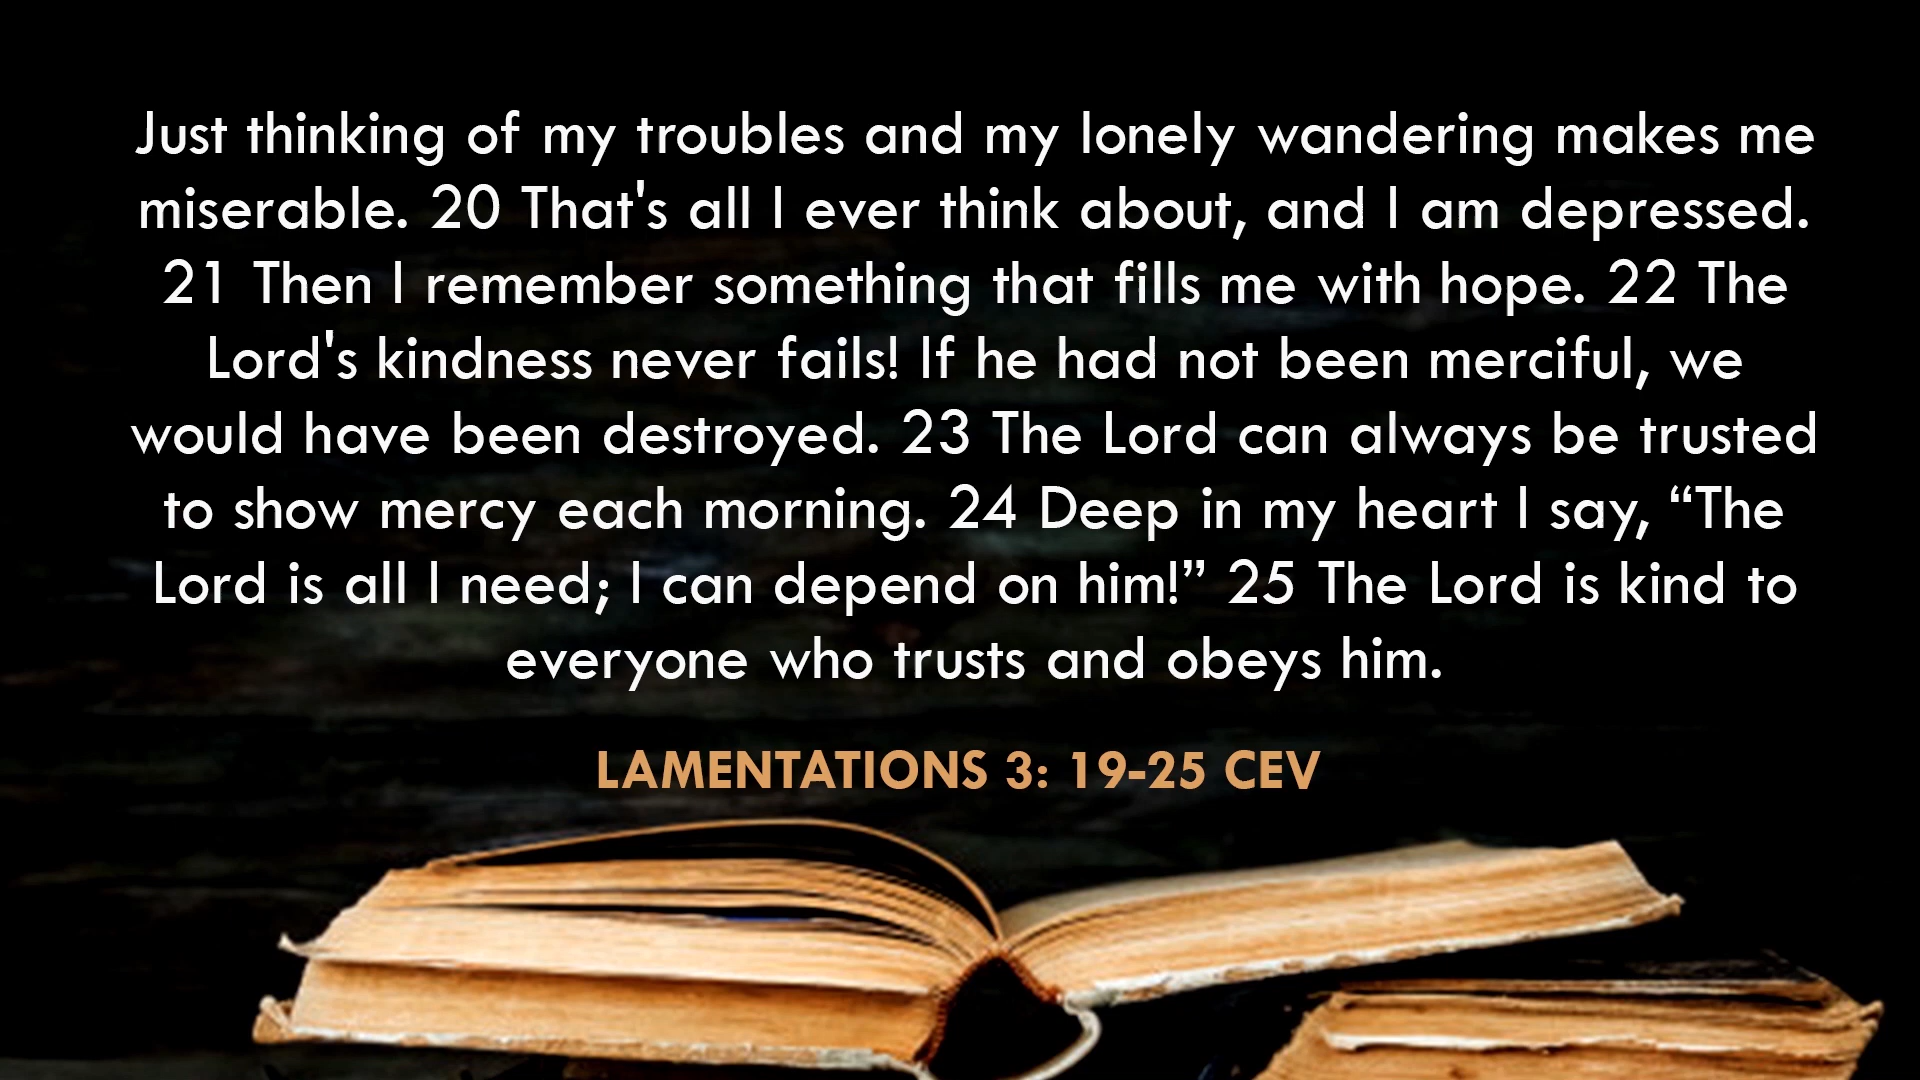 Just thinking of my troubles and my lonely wandering makes me
miserable. 20 That's all I ever think about, and I am depressed.
21 Then I remember something that fills me with hope. 22 The
Lord's kindness never fails! If he had not been merciful, we
would have been destroyed. 23 The Lord can always be trusted
to show mercy each morning. 24 Deep in my heart I say, “The
Lord is all I need; I can depend on him!” 25 The Lord is kind to
everyone who trusts and obeys him.
LAMENTATIONS 3: 19-25 CEV